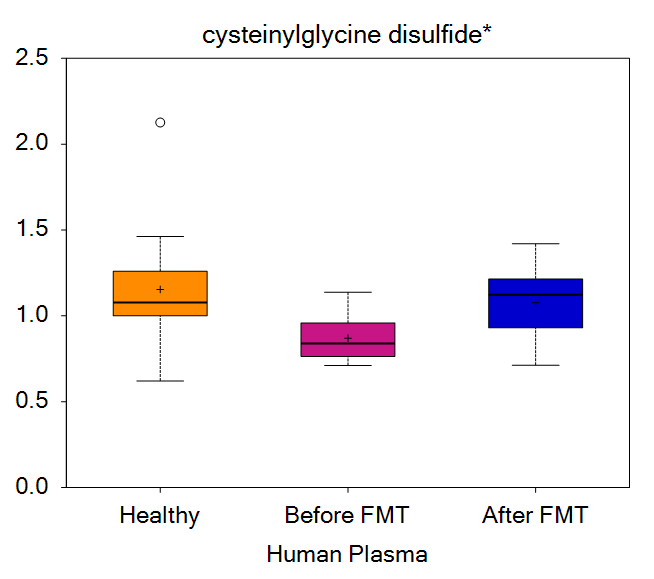 cysteinylglycine disulfide*
2.5
2.0
1.5
1.0
0.5
0.0
Healthy Before FMT After FMT
Human Plasma